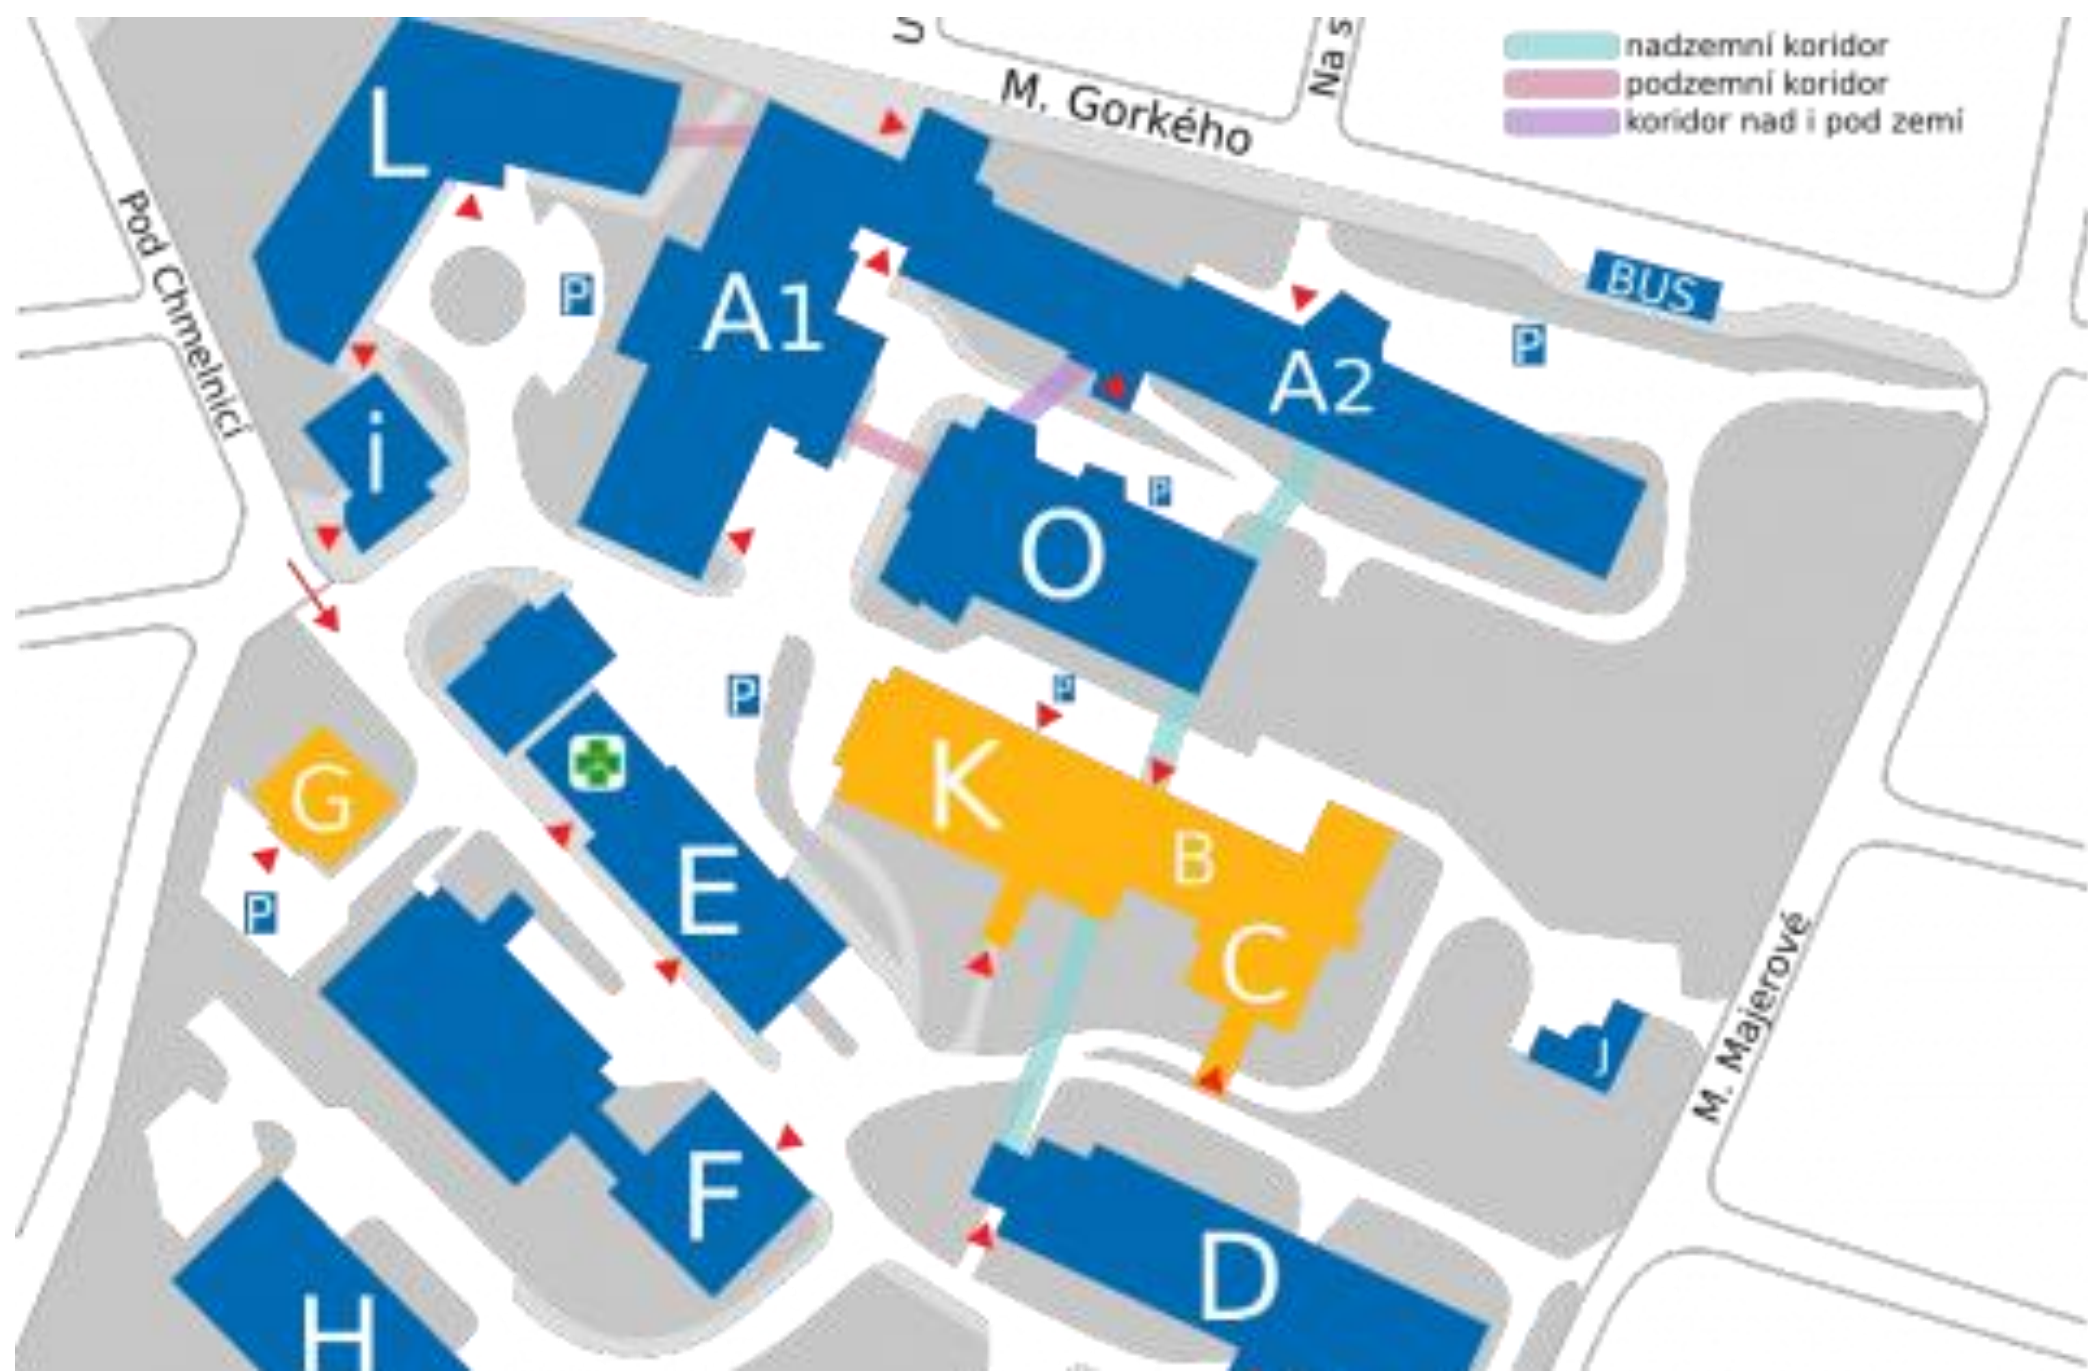 S
M. Gorkého
Na s
nadzemní koridor
podzemní koridor
koridor nad i pod zemí
L
Pod Chmelnicí
P
A1
BUS
P
A2
i
P
O
P
P
G
K
B
E
P
C
M. Majerové
J
F
D
H